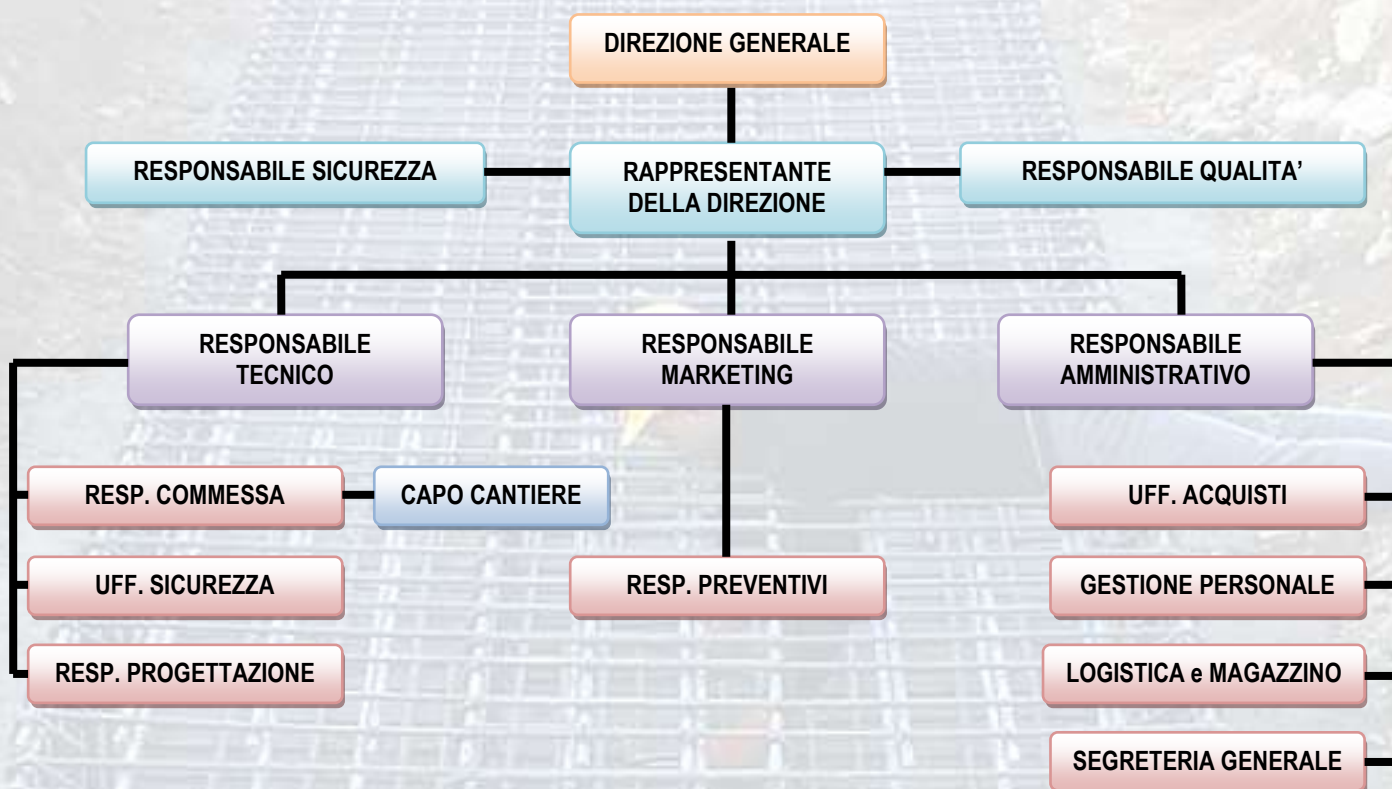 DIREZIONE GENERALE
RESPONSABILE SICUREZZA
RAPPRESENTANTE
DELLA DIREZIONE
RESPONSABILE QUALITA’
RESPONSABILE
TECNICO
RESPONSABILE
MARKETING
RESPONSABILE
AMMINISTRATIVO
RESP. COMMESSA
CAPO CANTIERE
UFF. ACQUISTI
UFF. SICUREZZA
RESP. PREVENTIVI
GESTIONE PERSONALE
RESP. PROGETTAZIONE
LOGISTICA e MAGAZZINO
SEGRETERIA GENERALE